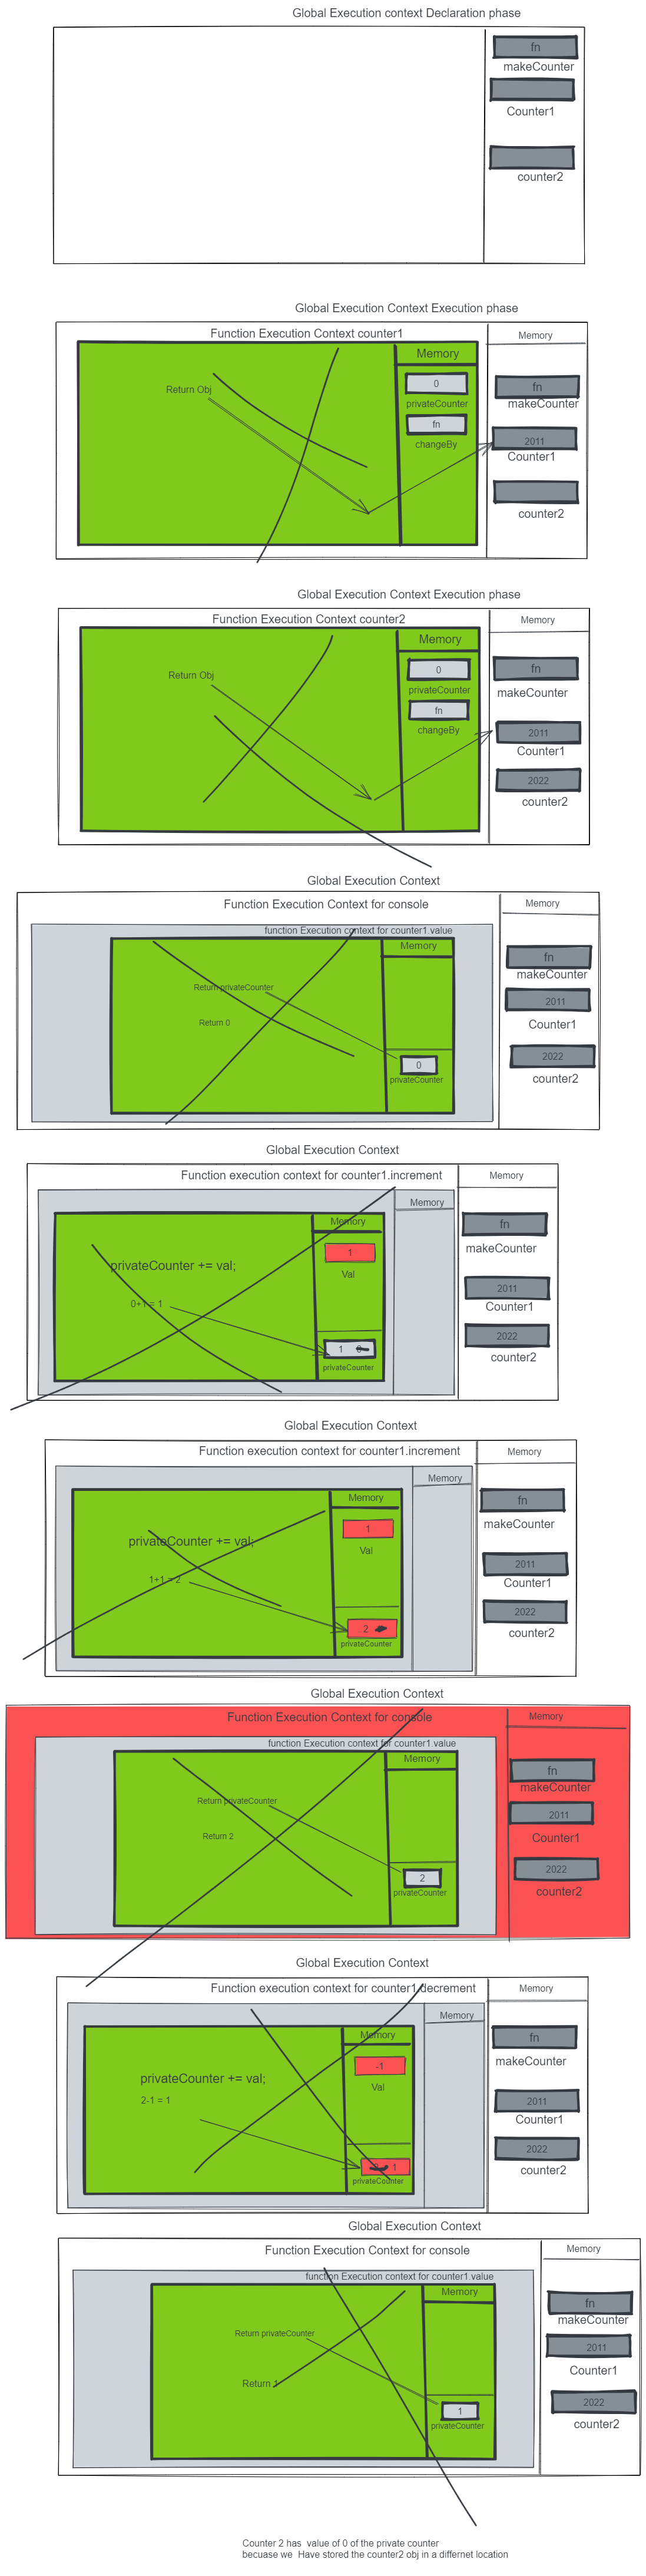 Global Execution context Declaration phase
fn
makeCounter
Counter1
counter2
Global Execution Context Execution phase
Function Execution Context counter1
Memory
Memory
0
fn
Return Obj
privateCounter
makeCounter
fn
2011
changeBy
Counter1
counter2
Global Execution Context Execution phase
Function Execution Context counter2
Memory
Memory
0
fn
Return Obj
privateCounter
makeCounter
fn
changeBy
2011
Counter1
2022
counter2
Global Execution Context
Function Execution Context for console
Memory
function Execution context for counter1.value
Memory
fn
makeCounter
Return privateCounter
2011
Return 0
Counter1
2022
0
privateCounter
counter2
Global Execution Context
Function execution context for counter1.increment
Memory
Memory
Memory
fn
makeCounter
1
privateCounter += val;
Val
2011
0+1 = 1
Counter1
2022
1
counter2
privateCounter
Global Execution Context
Function execution context for counter1.increment
Memory
Memory
Memory
fn
makeCounter
1
privateCounter += val;
Val
2011
1+1 = 2
Counter1
2022
2
counter2
privateCounter
Global Execution Context
Function Execution Context for console
Memory
function Execution context for counter1.value
Memory
fn
makeCounter
Return privateCounter
2011
Return 2
Counter1
2022
2
privateCounter
counter2
Global Execution Context
Function execution context for counter1.decrement
Memory
Memory
Memory
fn
makeCounter
-1
privateCounter += val;
Val
2-1 = 1
2011
Counter1
2022
1
counter2
privateCounter
Global Execution Context
Function Execution Context for console
Memory
function Execution context for counter1.value
Memory
fn
makeCounter
Return privateCounter
2011
Counter1
Return 1
2022
1
privateCounter
counter2
Counter 2 has value of 0 of the private counter
becuase we Have stored the counter2 obj in a differnet location